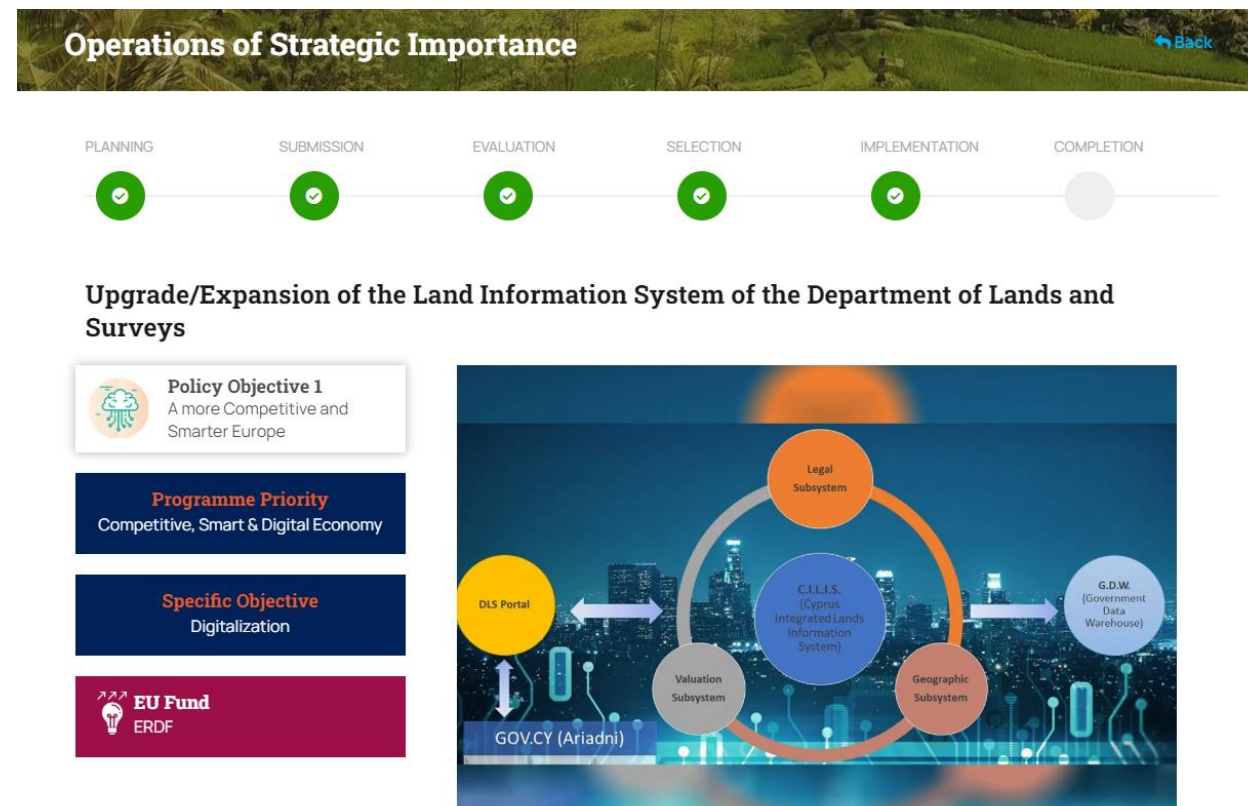 Operations of Strategic Importance
Back
PLANNING
SUBMISSION
EVALUATION
SELECTION
IMPLEMENTATION
COMPLETION
Upgrade/Expansion of the Land Information System of the Department of Lands and
Surveys
Policy Objective 1
A more Competitive and
Smarter Europe
Programme Priority
Competitive, Smart & Digital Economy
Specific Objective
Digitalization
EU Fund
ERDF
Legal
Subsystem
DLS Portal
C.I.L.I.S.
(Cyprus
Integrated Lands
Information
System)
G.D.W.
(Government
Data
Warehouse)
Valuation
Subsystem
Geographic
Subsystem
GOV.CY (Ariadni)